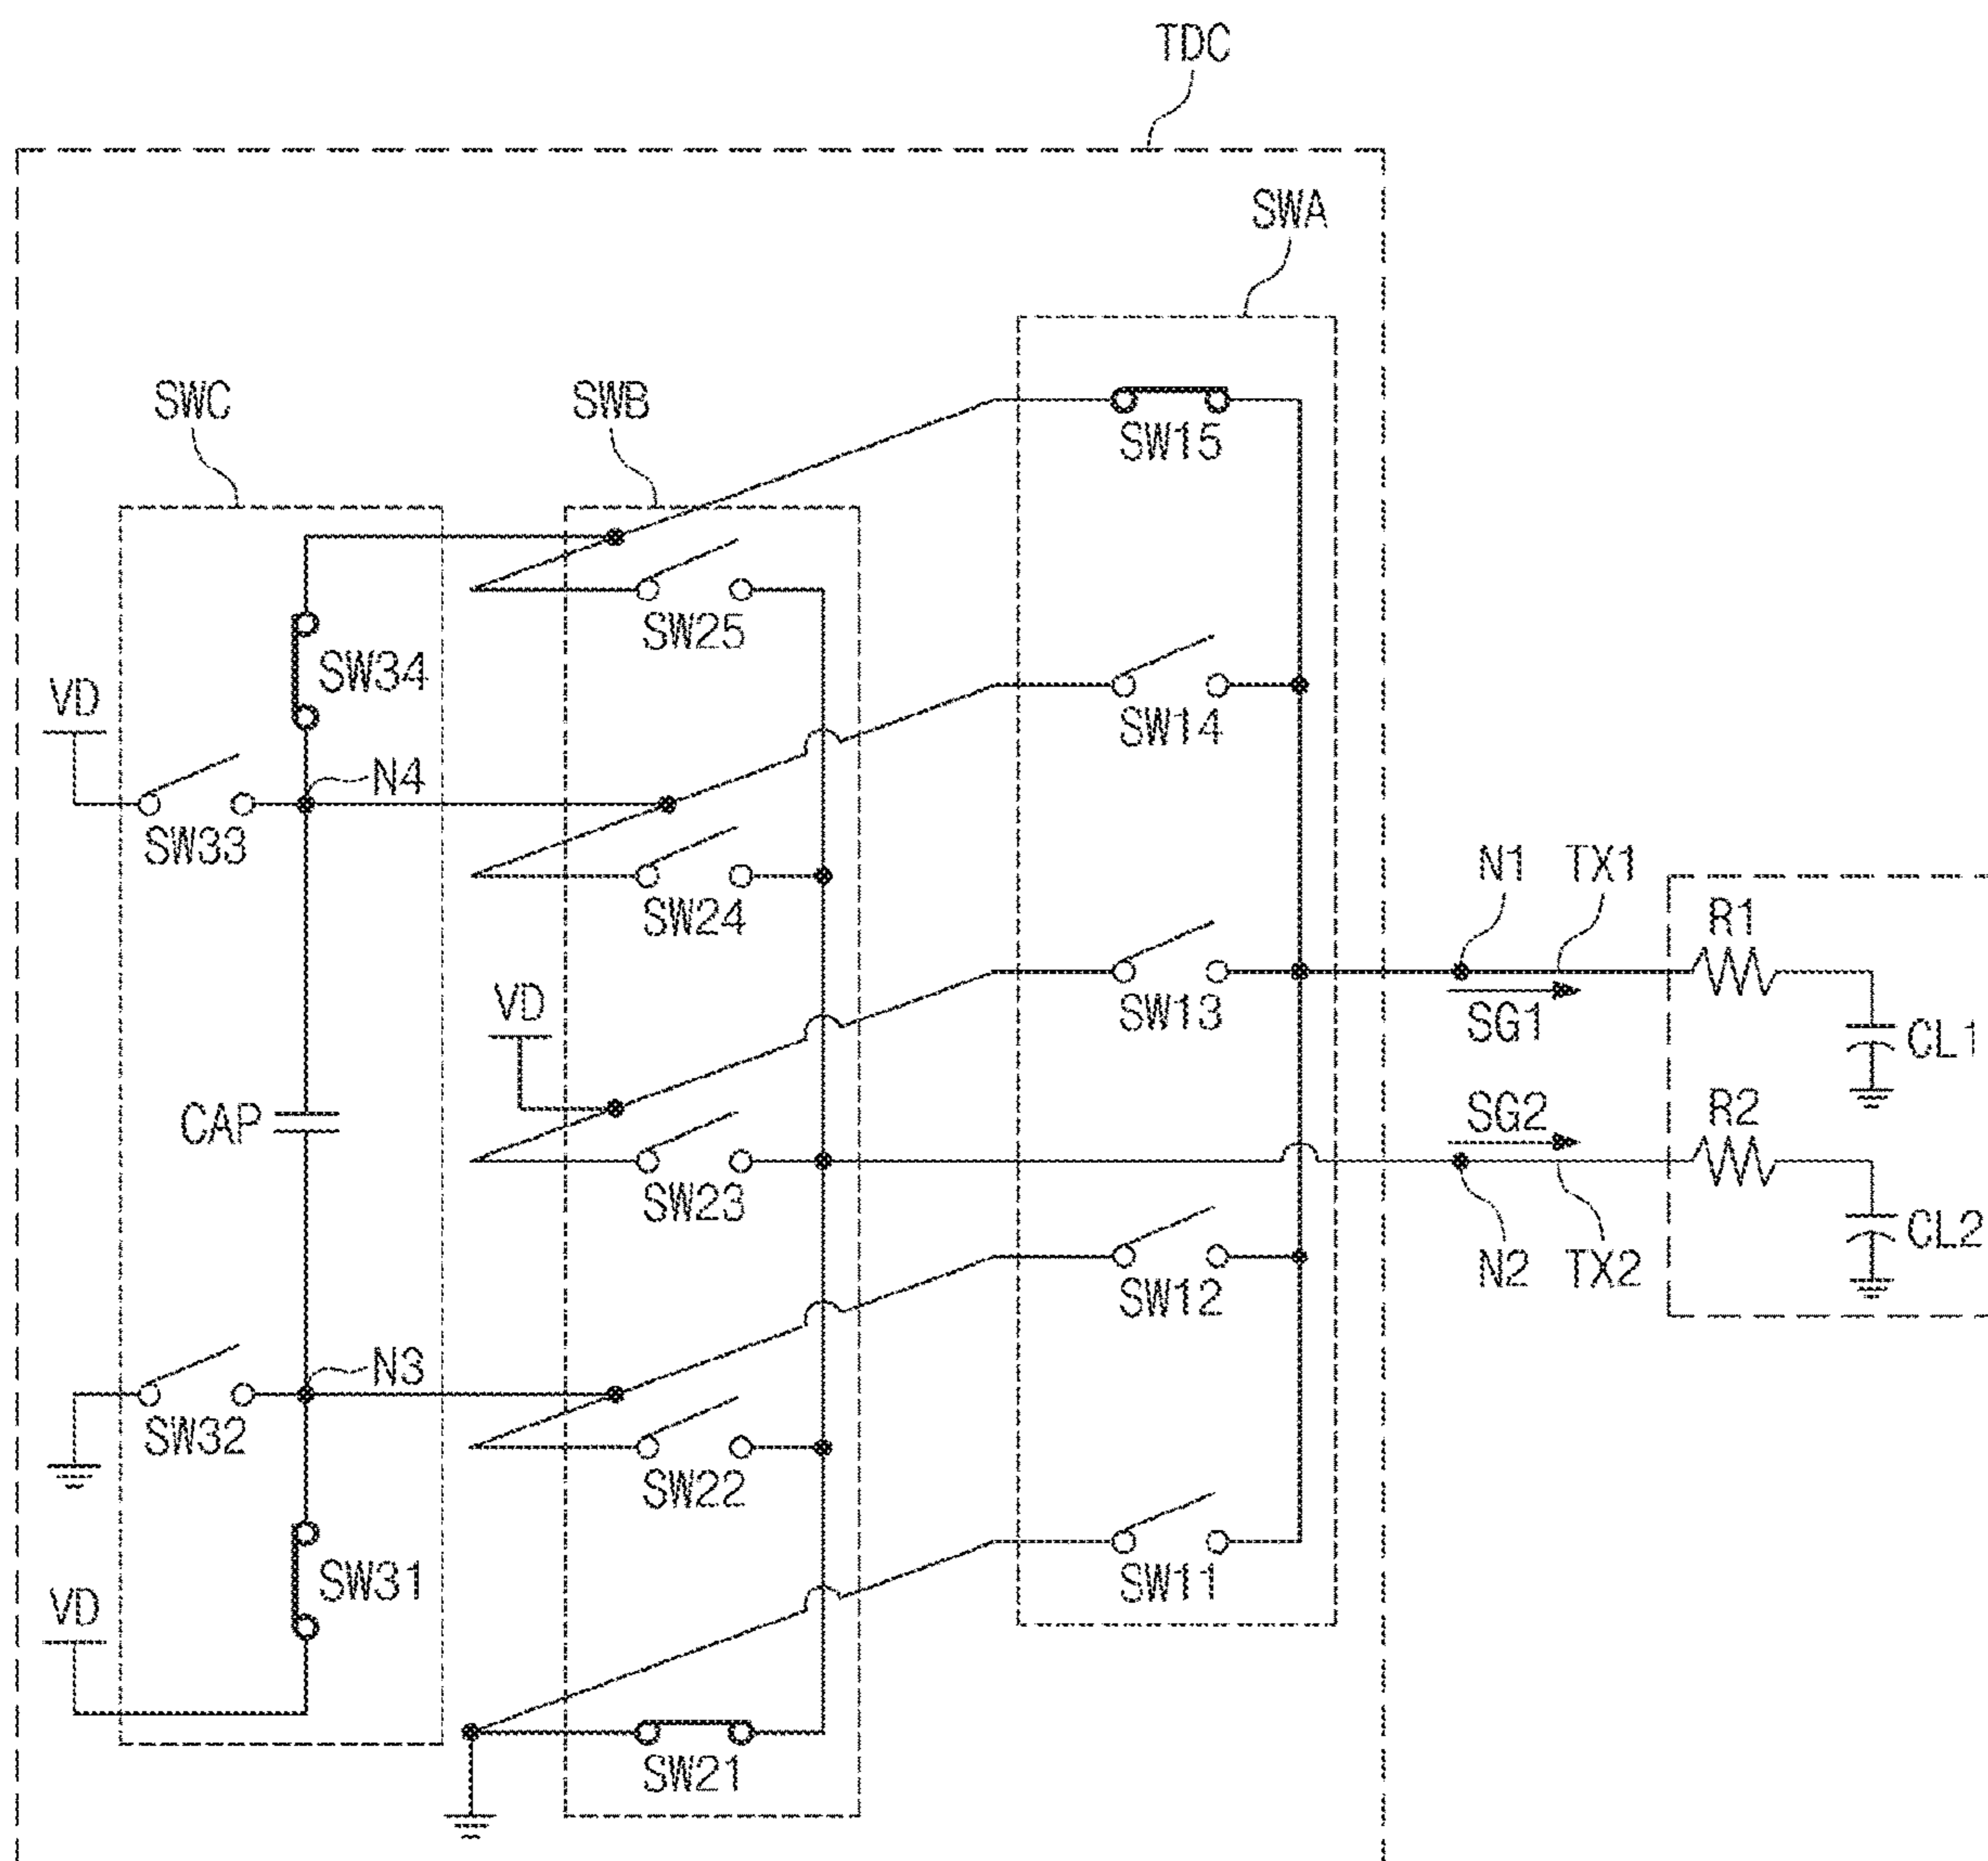 TDC
SWA
SWC
SWB
SW15
SW25
SW34
VD
SW14
N4
SW33
SW24
N1
TX1
R1
VD
SW13
SG1
CL1
CAP
SG2
R2
SW23
CL2
SW12
N2
TX2
N3
SW32
SW22
SW31
SW11
VD
SW21